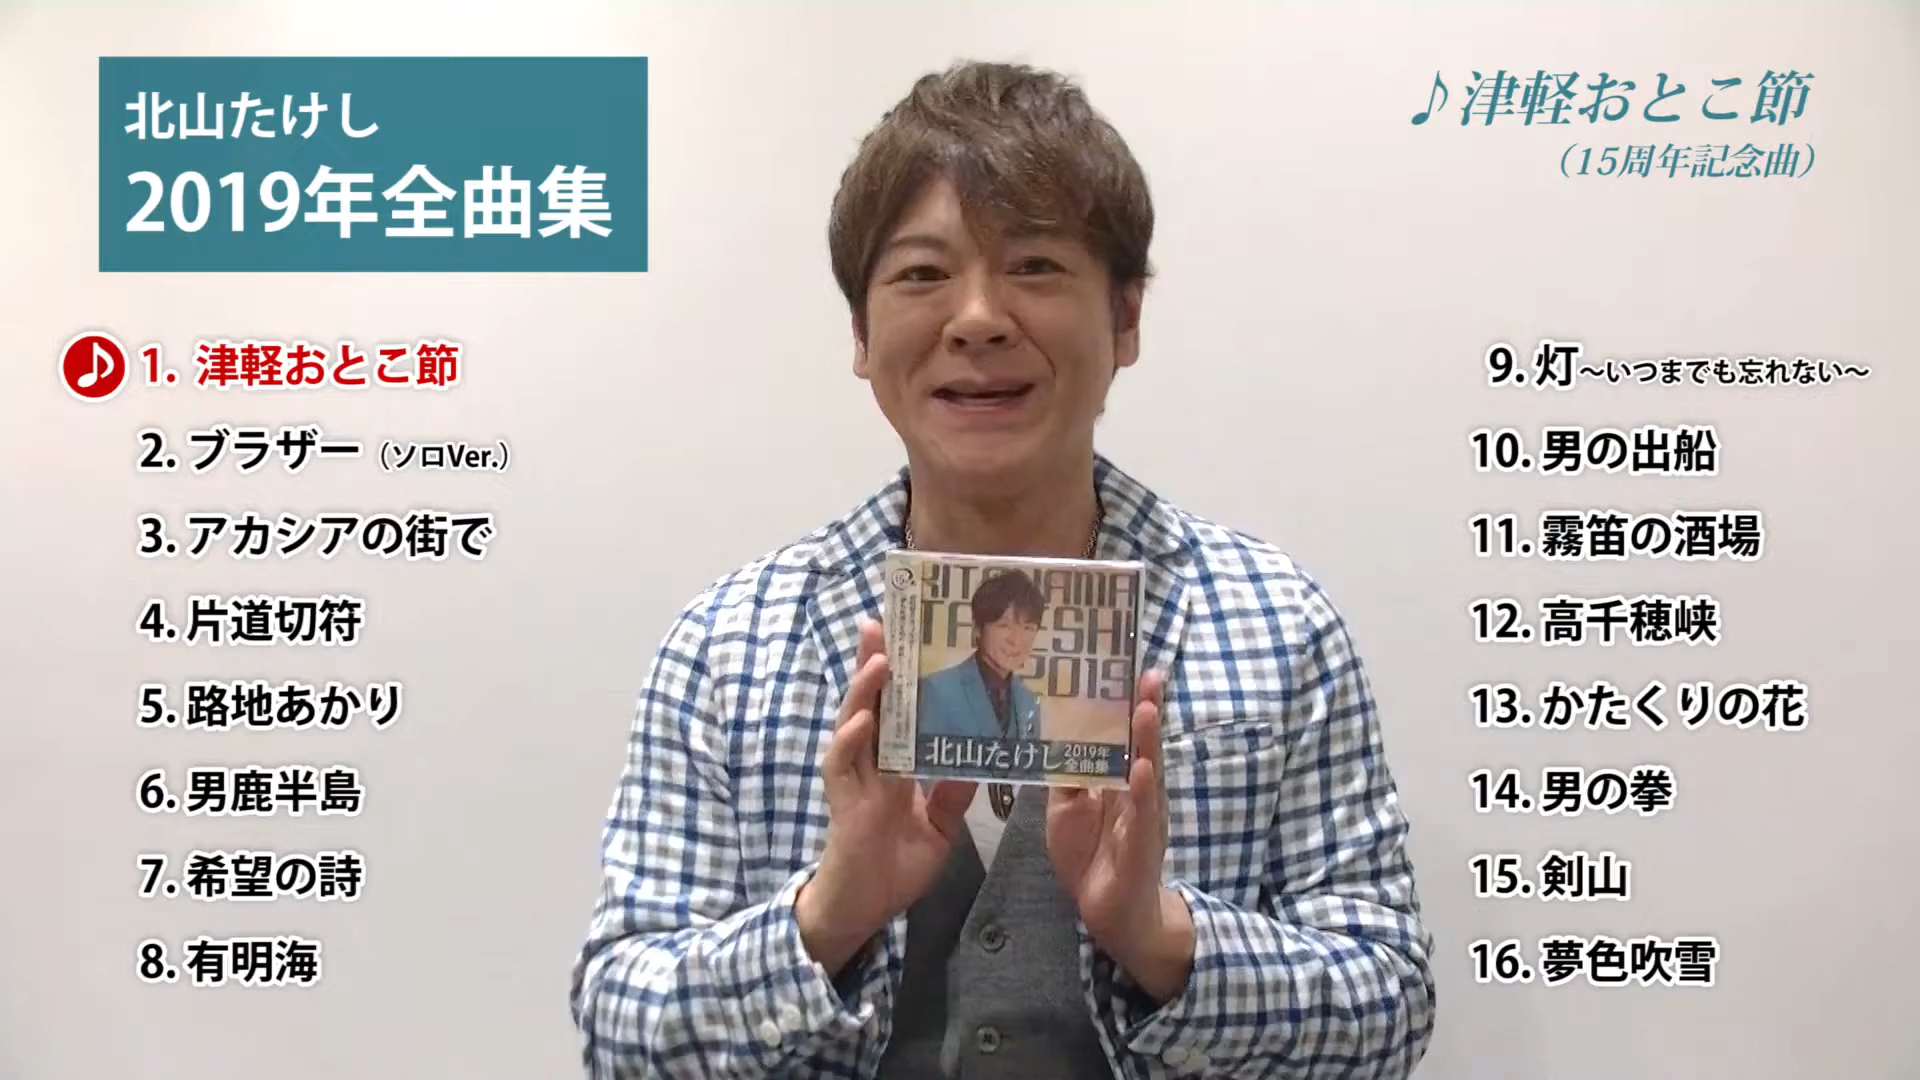 北山たけし
2019年全曲集
♪津軽おとこ節
（15周年記念曲）
1. 津軽おとこ節
2. ブラザー（ソロVer.）
3. アカシアの街で
4. 片道切符
5. 路地あかり
6. 男鹿半島
7. 希望の詩
8. 有明海
9. 灯～いつまでも忘れない～
10. 男の出船
11. 霧笛の酒場
12. 高千穂峡
13. かたくりの花
14. 男の拳
15. 剣山
16. 夢色吹雪
KITAYAMA
TAKESHI
2019
北山たけし 2019年
全曲集